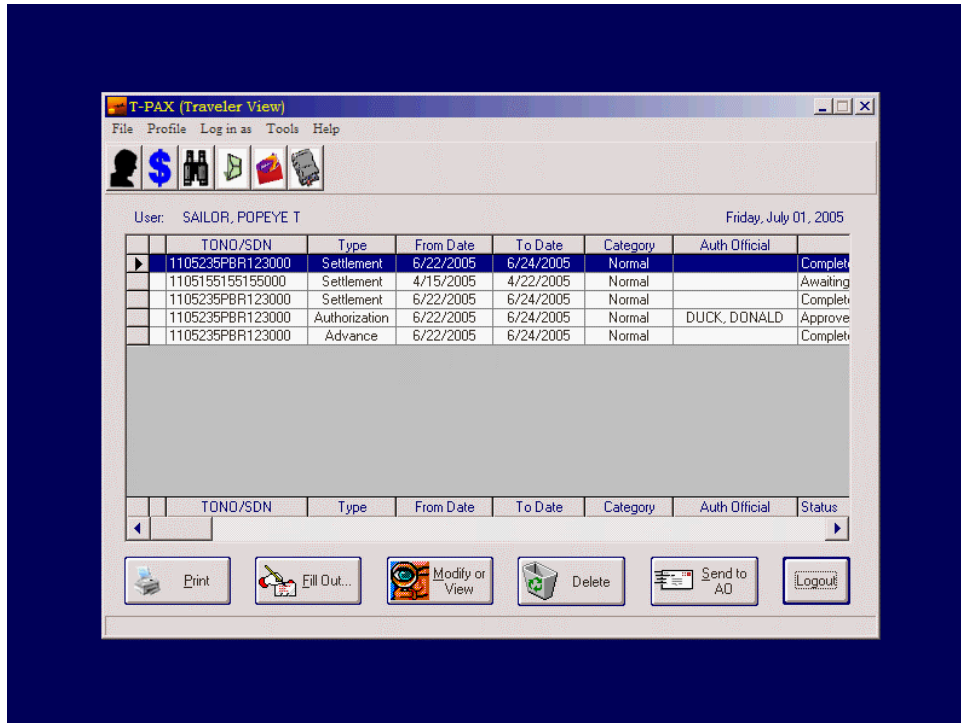 T-PAX (Traveler View)
File Profile Log in as Tools Help
User: SAILOR, POPEYE T Friday, July 01, 2005
TONO/SDN Type From Date To Date Category Auth Official
1105235PBR123000 Settlement 6/22/2005 6/24/2005 Normal Complet
1105155155155000 Settlement 4/15/2005 4/22/2005 Normal Awaiting
1105235PBR123000 Settlement 6/22/2005 6/24/2005 Normal Complet
1105235PBR123000 Authorization 6/22/2005 6/24/2005 Normal DUCK, DONALD Approve
1105235PBR123000 Advance 6/22/2005 6/24/2005 Normal Complet
TONO/SDN Type From Date To Date Category Auth Official Status
Print Fill Out... Modify or View Delete Send to AO Logout